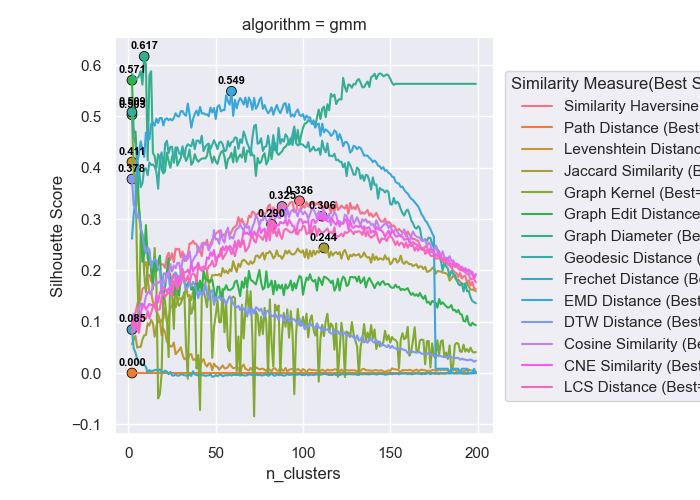 algorithm = gmm
0.617
0.571
0.549
0.509
0.503
0.411
0.378
0.336
0.325
0.306
0.290
0.244
0.085
0.000
0.6
0.5
0.4
0.3
0.2
0.1
0.0
−0.1
Silhouette Score
0
50
100
150
200
n_clusters
Similarity Measure(Best S
Similarity Haversine
Path Distance (Best=
Levenshtein Distanc
Jaccard Similarity (B
Graph Kernel (Best=
Graph Edit Distance
Graph Diameter (Be
Geodesic Distance (
Frechet Distance (Be
EMD Distance (Best
DTW Distance (Best
Cosine Similarity (Be
CNE Similarity (Best
LCS Distance (Best=